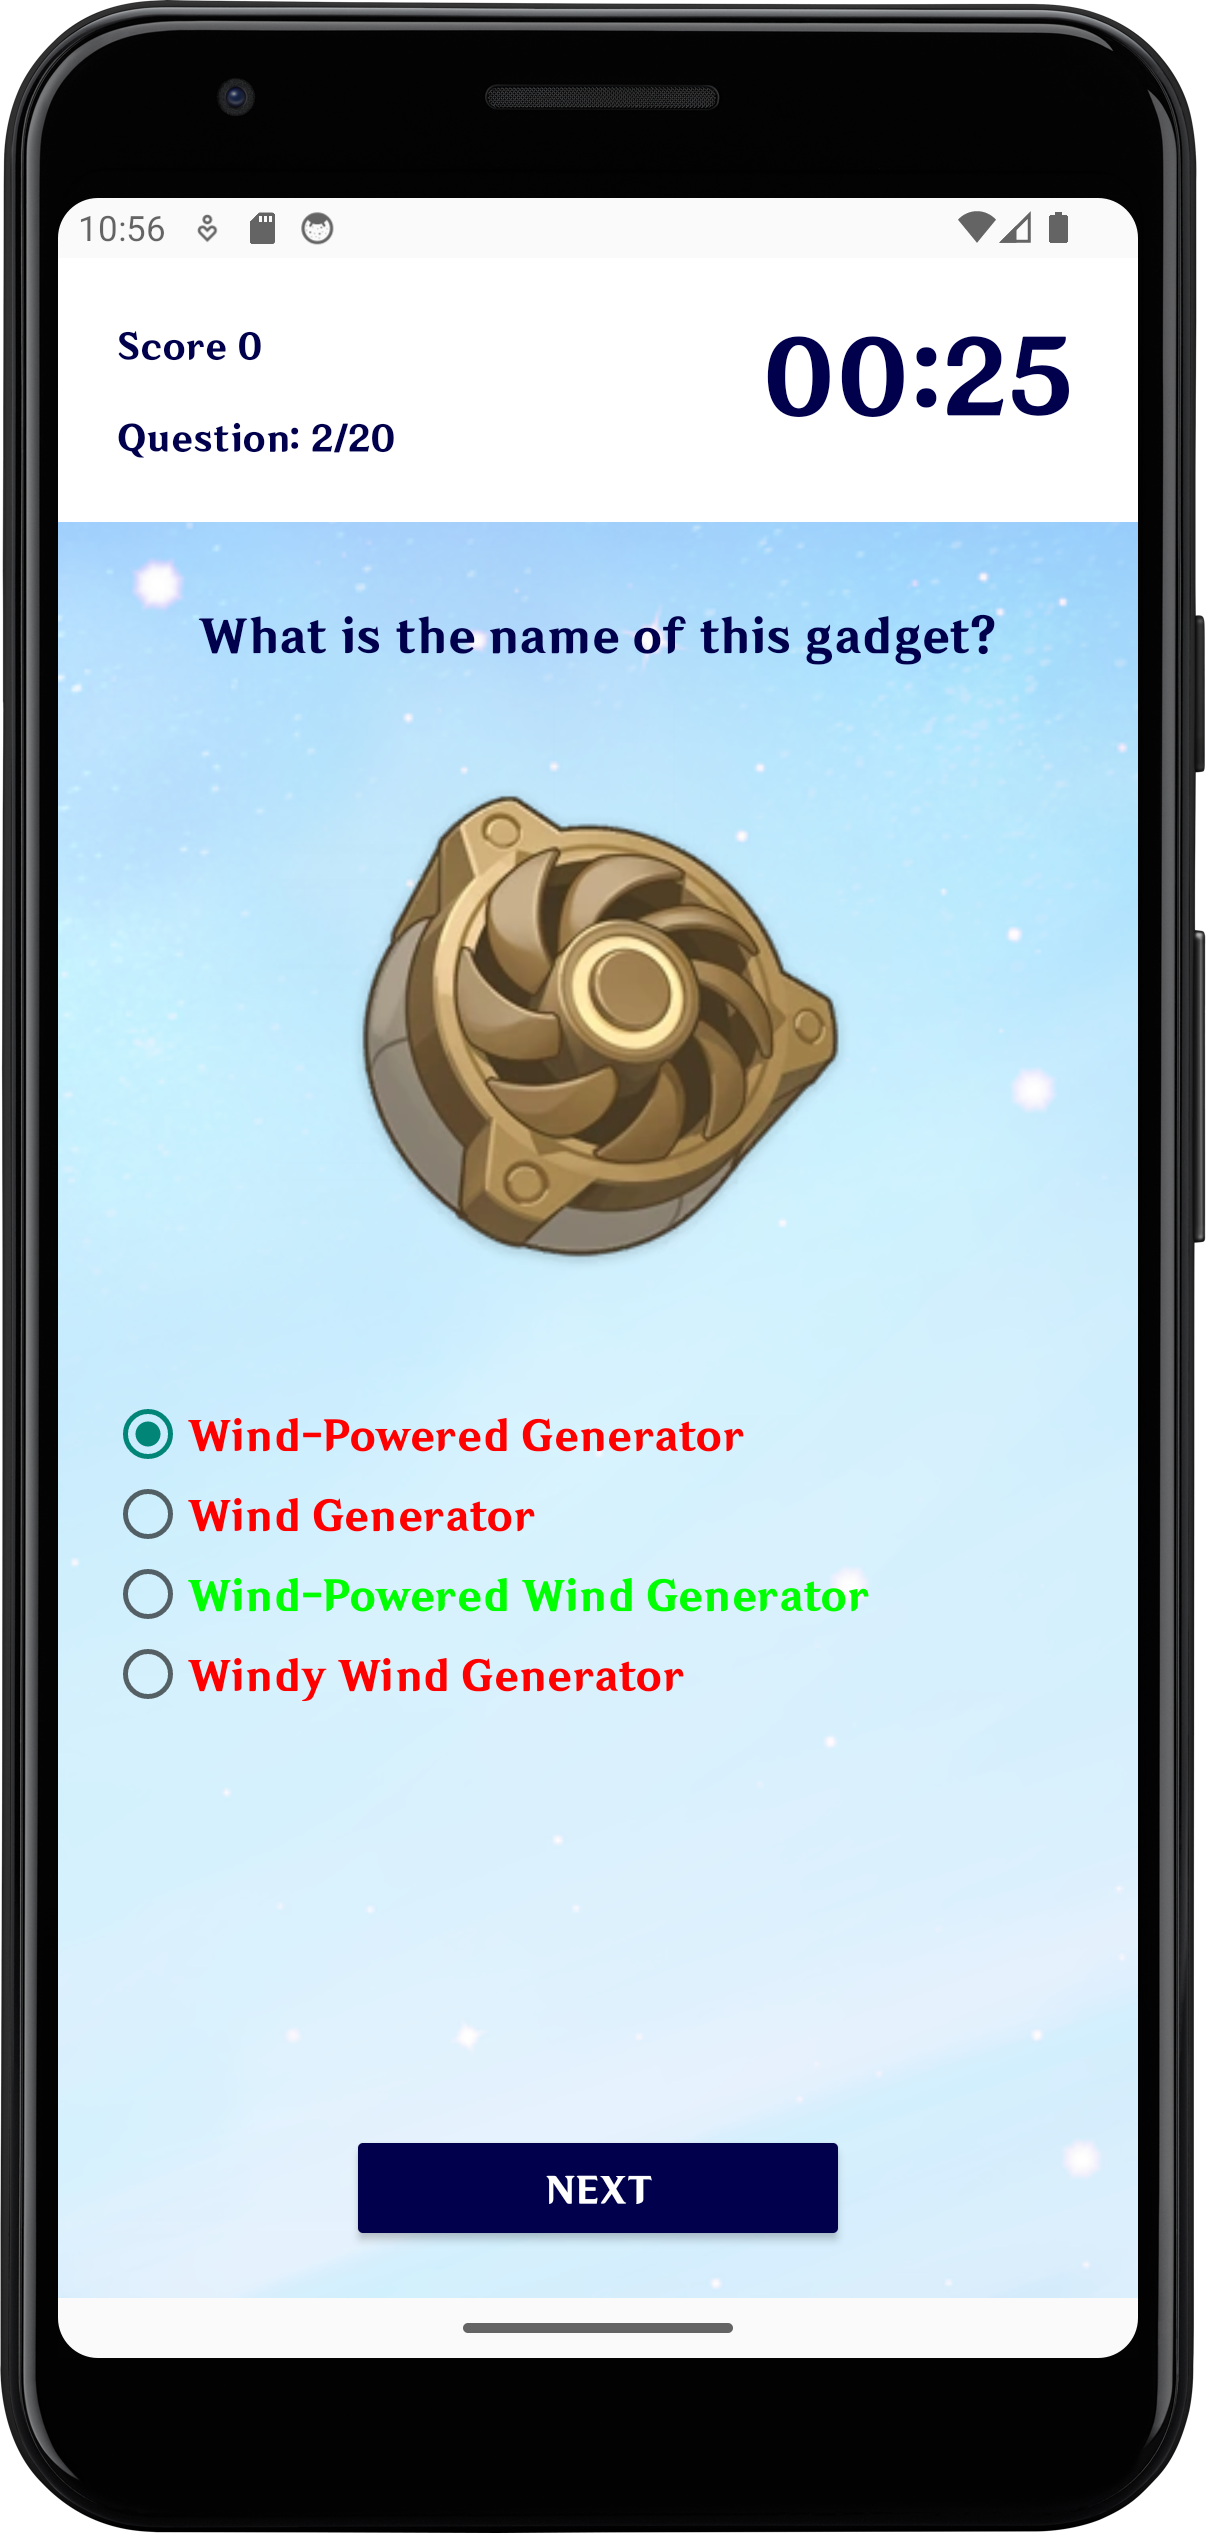 10:56
Score 0
00:25
Question: 2/20
What is the name of this gadget?
Wind-Powered Generator
Wind Generator
Wind-Powered Wind Generator
Windy Wind Generator
NEXT